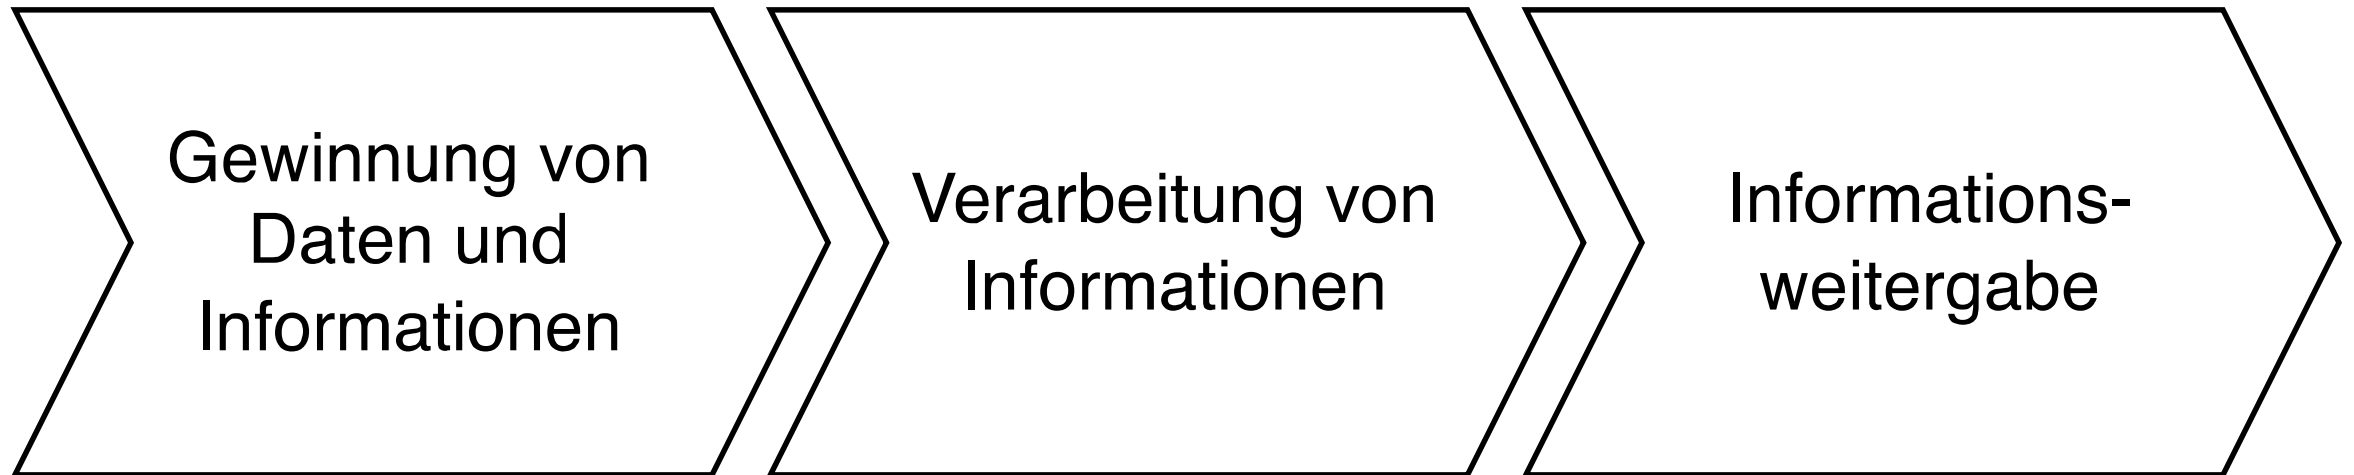 Gewinnung von
Daten und
Informationen
Verarbeitung von
Informationen
Informations-
weitergabe